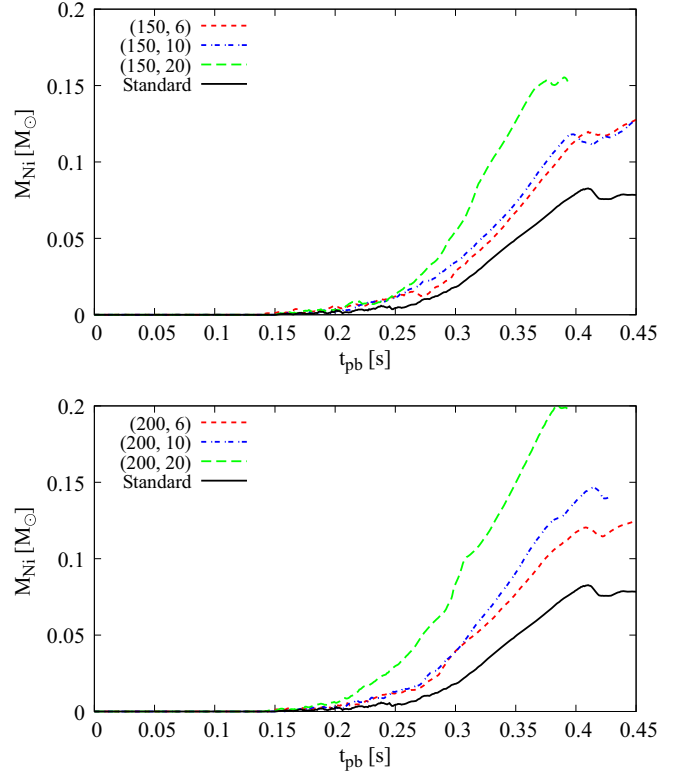 0.2
(150, 6)
(150, 10)
(150, 20)
Standard
0.15
0.1
0.05
0
M_Ni [M_⊙]
0 0.05 0.1 0.15 0.2 0.25 0.3 0.35 0.4 0.45
t_pb [s]
0.2
(200, 6)
(200, 10)
(200, 20)
Standard
0.15
0.1
0.05
0
M_Ni [M_⊙]
0 0.05 0.1 0.15 0.2 0.25 0.3 0.35 0.4 0.45
t_pb [s]